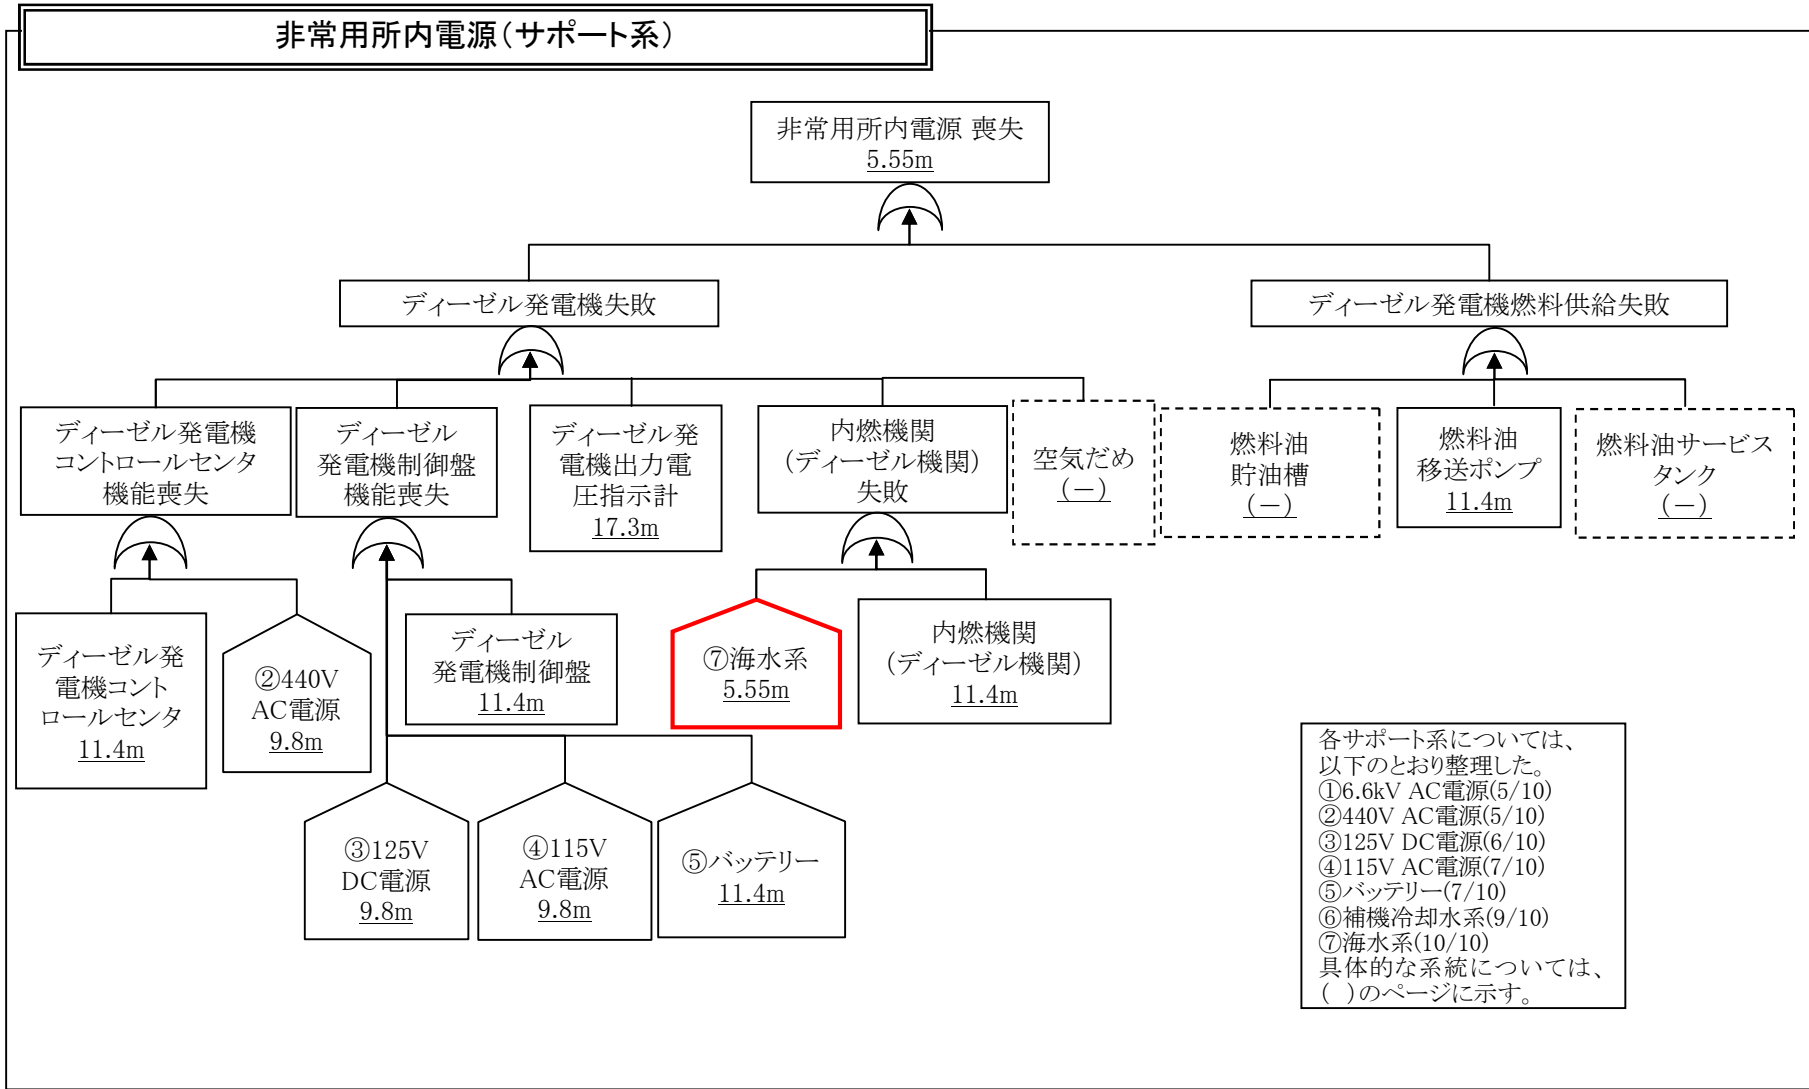 非常用所内電源(サポート系)
非常用所内電源 喪失
5.55m
ディーゼル発電機失敗
ディーゼル発電機燃料供給失敗
ディーゼル発電機
コントロールセンタ
機能喪失
ディーゼル
発電機制御盤
機能喪失
ディーゼル発
電機出力電
圧指示計
17.3m
内燃機関
(ディーゼル機関)
失敗
空気だめ
(－)
燃料油
貯油槽
(－)
燃料油
移送ポンプ
11.4m
燃料油サービス
タンク
(－)
ディーゼル発
電機コント
ロールセンタ
11.4m
②440V
AC電源
9.8m
ディーゼル
発電機制御盤
11.4m
⑦海水系
5.55m
内燃機関
(ディーゼル機関)
11.4m
③125V
DC電源
9.8m
④115V
AC電源
9.8m
⑤バッテリー
11.4m
各サポート系については、
以下のとおり整理した。
①6.6kV AC電源(5/10)
②440V AC電源(5/10)
③125V DC電源(6/10)
④115V AC電源(7/10)
⑤バッテリー(7/10)
⑥補機冷却水系(9/10)
⑦海水系(10/10)
具体的な系統については、
( )のページに示す。